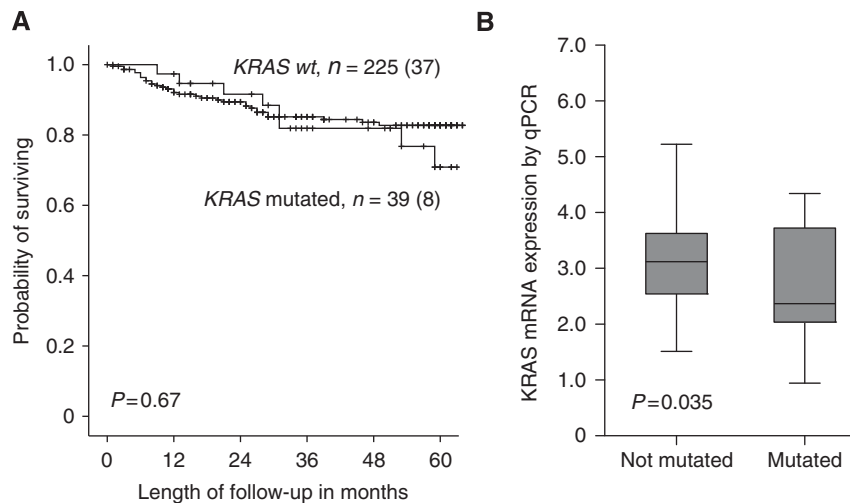 A
Probability of surviving
1.0
0.8
0.6
0.4
0.2
0
KRAS wt, n = 225 (37)
KRAS mutated, n = 39 (8)
P=0.67
0 12 24 36 48 60
Length of follow-up in months
B
KRAS mRNA expression by qPCR
7.0
6.0
5.0
4.0
3.0
2.0
1.0
0
P=0.035
Not mutated Mutated